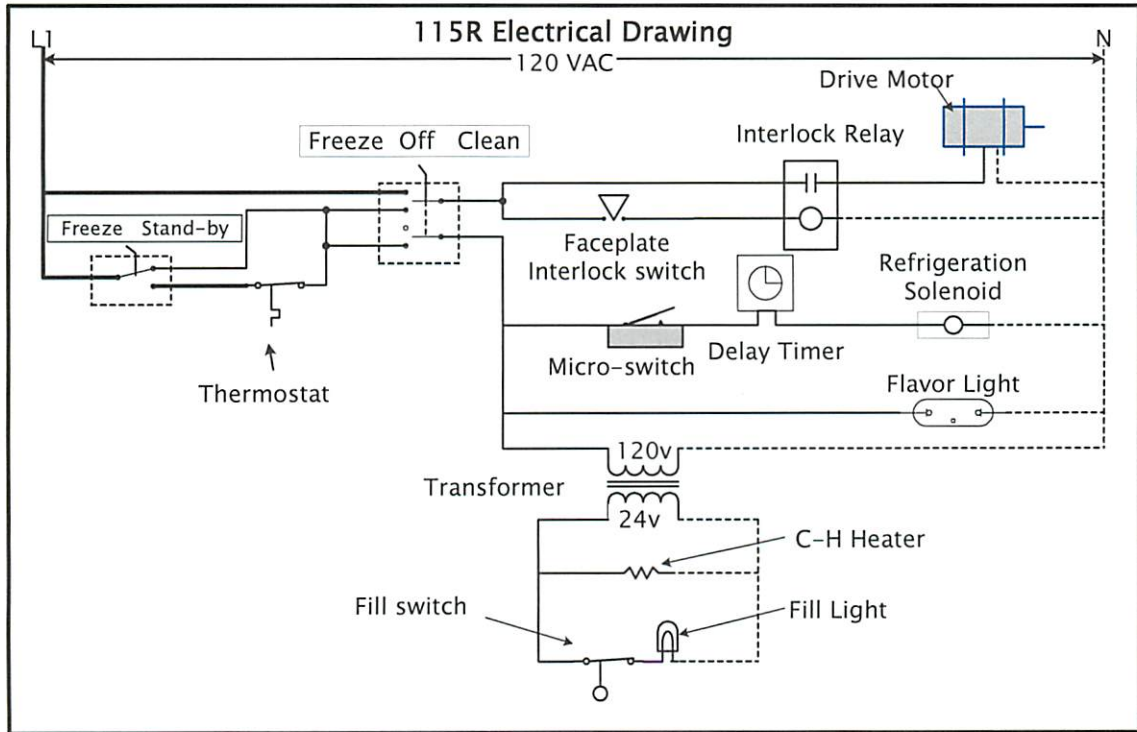 115R Electrical Drawing
L1
N
120 VAC
Drive Motor
Freeze Off Clean
Interlock Relay
Freeze Stand-by
Faceplate
Interlock switch
Refrigeration
Solenoid
Micro-switch
Delay Timer
Thermostat
Flavor Light
120v
Transformer
24v
C-H Heater
Fill switch
Fill Light